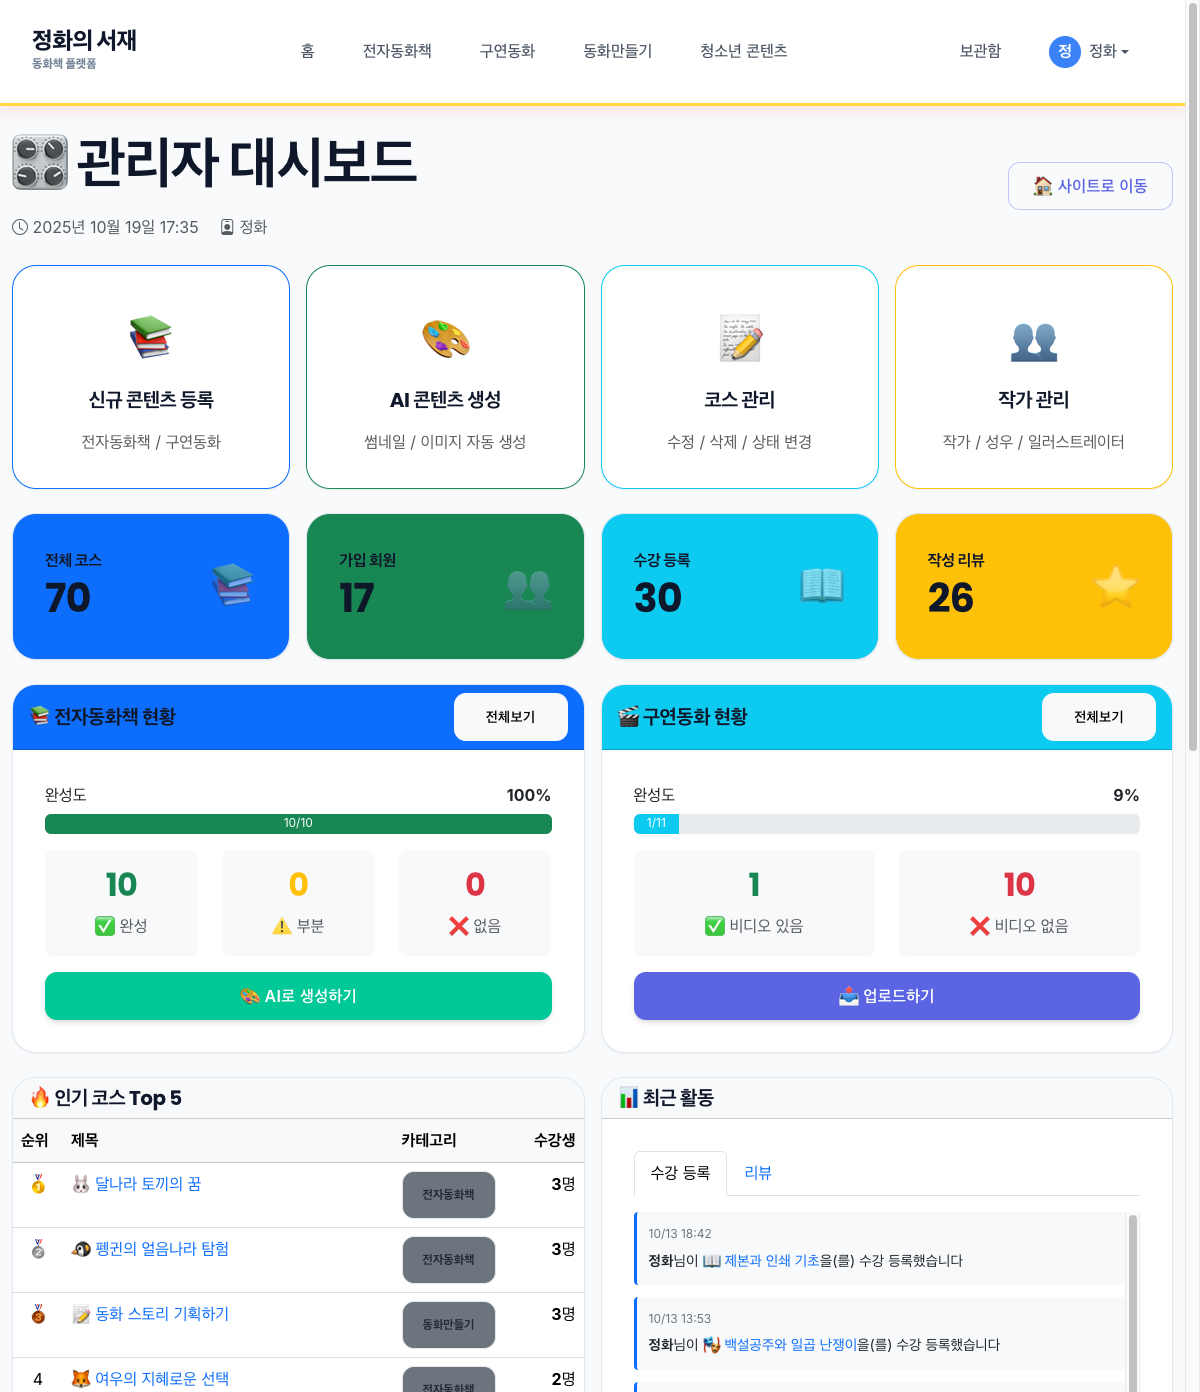 정화의 서재
동화책 플랫폼
홈
전자동화책
구연동화
동화만들기
청소년 콘텐츠
보관함
정
정화
관리자 대시보드
2025년 10월 19일 17:35
정화
사이트로 이동
신규 콘텐츠 등록
전자동화책 / 구연동화
AI 콘텐츠 생성
썸네일 / 이미지 자동 생성
코스 관리
수정 / 삭제 / 상태 변경
작가 관리
작가 / 성우 / 일러스트레이터
전체 코스
70
가입 회원
17
수강 등록
30
작성 리뷰
26
전자동화책 현황
전체보기
완성도
100%
10/10
10
완성
0
부분
0
없음
AI로 생성하기
구연동화 현황
전체보기
완성도
9%
1/11
1
비디오 있음
10
비디오 없음
업로드하기
인기 코스 Top 5
순위 제목 카테고리 수강생
1 달나라 토끼의 꿈 전자동화책 3명
2 펭귄의 얼음나라 탐험 전자동화책 3명
3 동화 스토리 기획하기 동화만들기 3명
4 여우의 지혜로운 선택 전자동화책 2명
최근 활동
수강 등록
리뷰
10/13 18:42
정화님이 제본과 인쇄 기초을(를) 수강 등록했습니다
10/13 13:53
정화님이 백설공주와 일곱 난쟁이을(를) 수강 등록했습니다